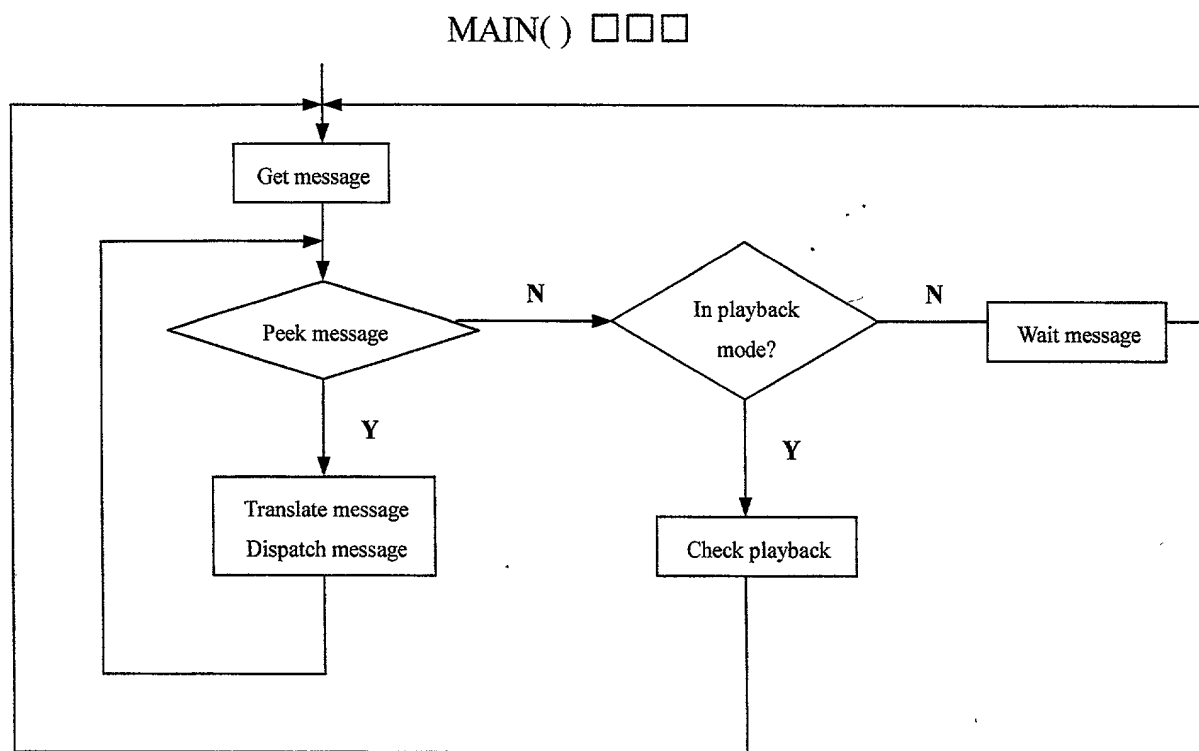 MAIN( ) □□□
Get message
Peek message
N
In playback
mode?
N
Wait message
Y
Translate message
Dispatch message
Y
Check playback